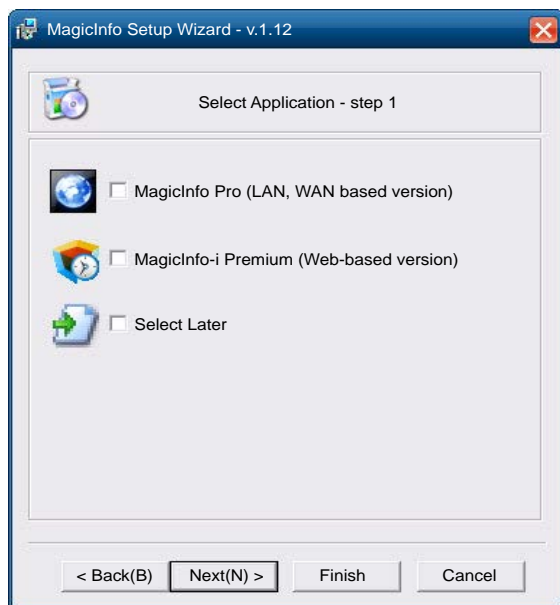 MagicInfo Setup Wizard - v.1.12
Select Application - step 1
MagicInfo Pro (LAN, WAN based version)
MagicInfo-i Premium (Web-based version)
Select Later
< Back(B) Next(N) > Finish Cancel